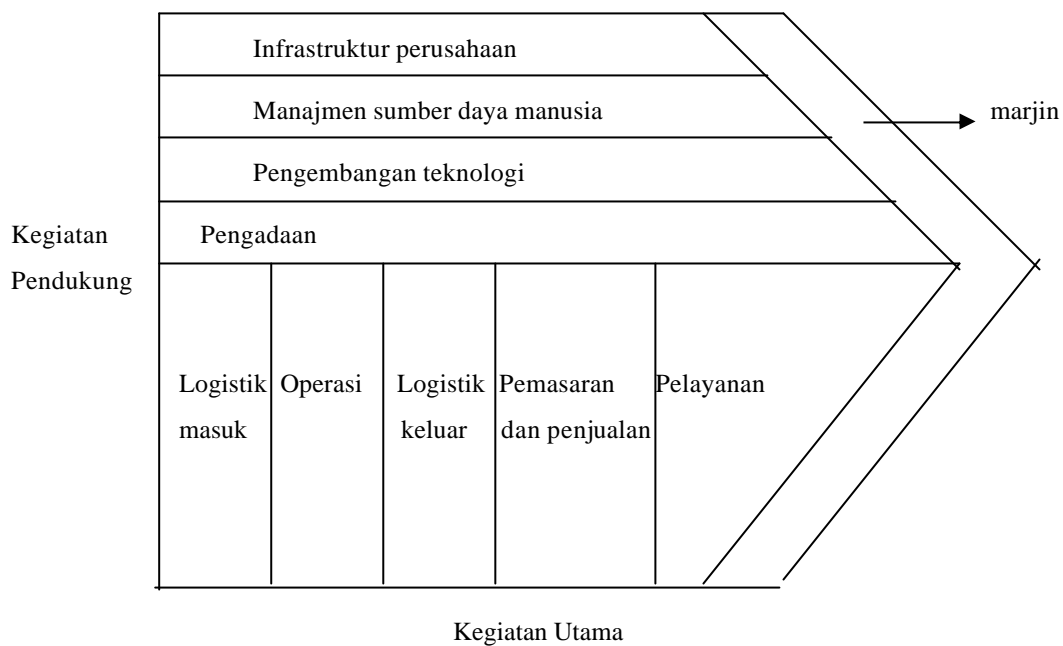 Infrastruktur perusahaan
Manajmen sumber daya manusia
marjin
Pengembangan teknologi
Kegiatan
Pendukung
Pengadaan
Logistik
masuk
Operasi
Logistik
keluar
Pemasaran
dan penjualan
Pelayanan
Kegiatan Utama